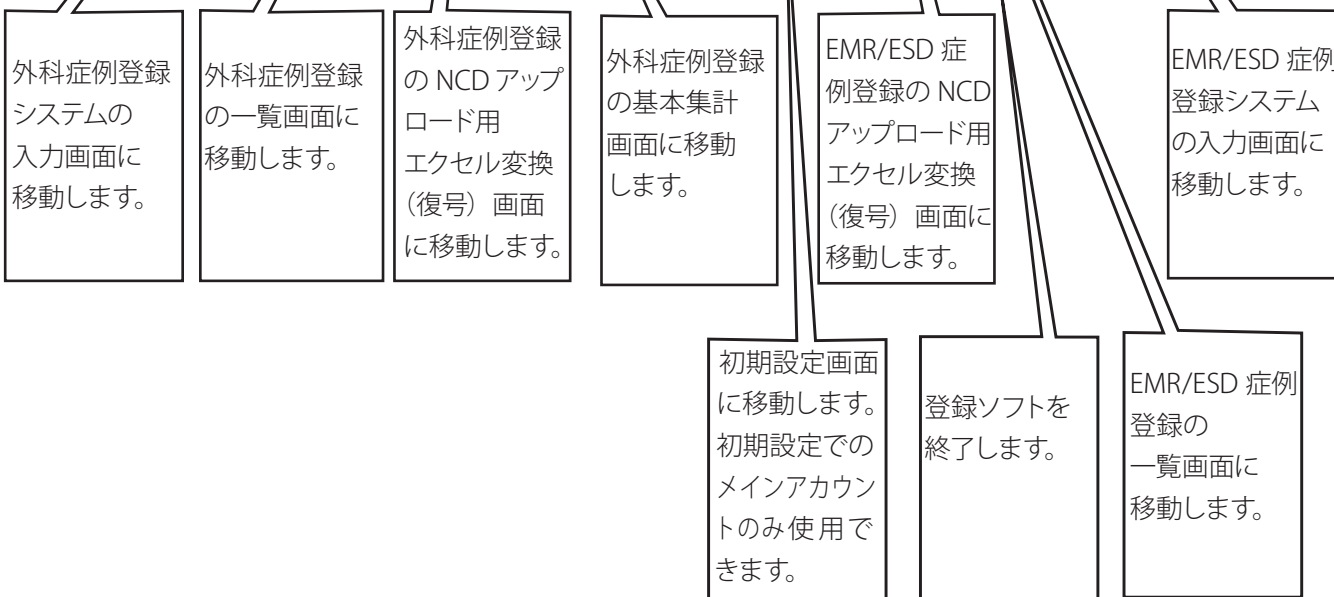 外科症例登録
システムの
入力画面に
移動します。
外科症例登録
の一覧画面に
移動します。
外科症例登録
の NCD アップ
ロード用
エクセル変換
（復号）画面
に移動します。
外科症例登録
の基本集計
画面に移動
します。
EMR/ESD 症
例登録の NCD
アップロード用
エクセル変換
（復号）画面に
移動します。
EMR/ESD 症例
登録システム
の入力画面に
移動します。
初期設定画面
に移動します。
初期設定での
メインアカウン
トのみ使用で
きます。
登録ソフトを
終了します。
EMR/ESD 症例
登録の
一覧画面に
移動します。